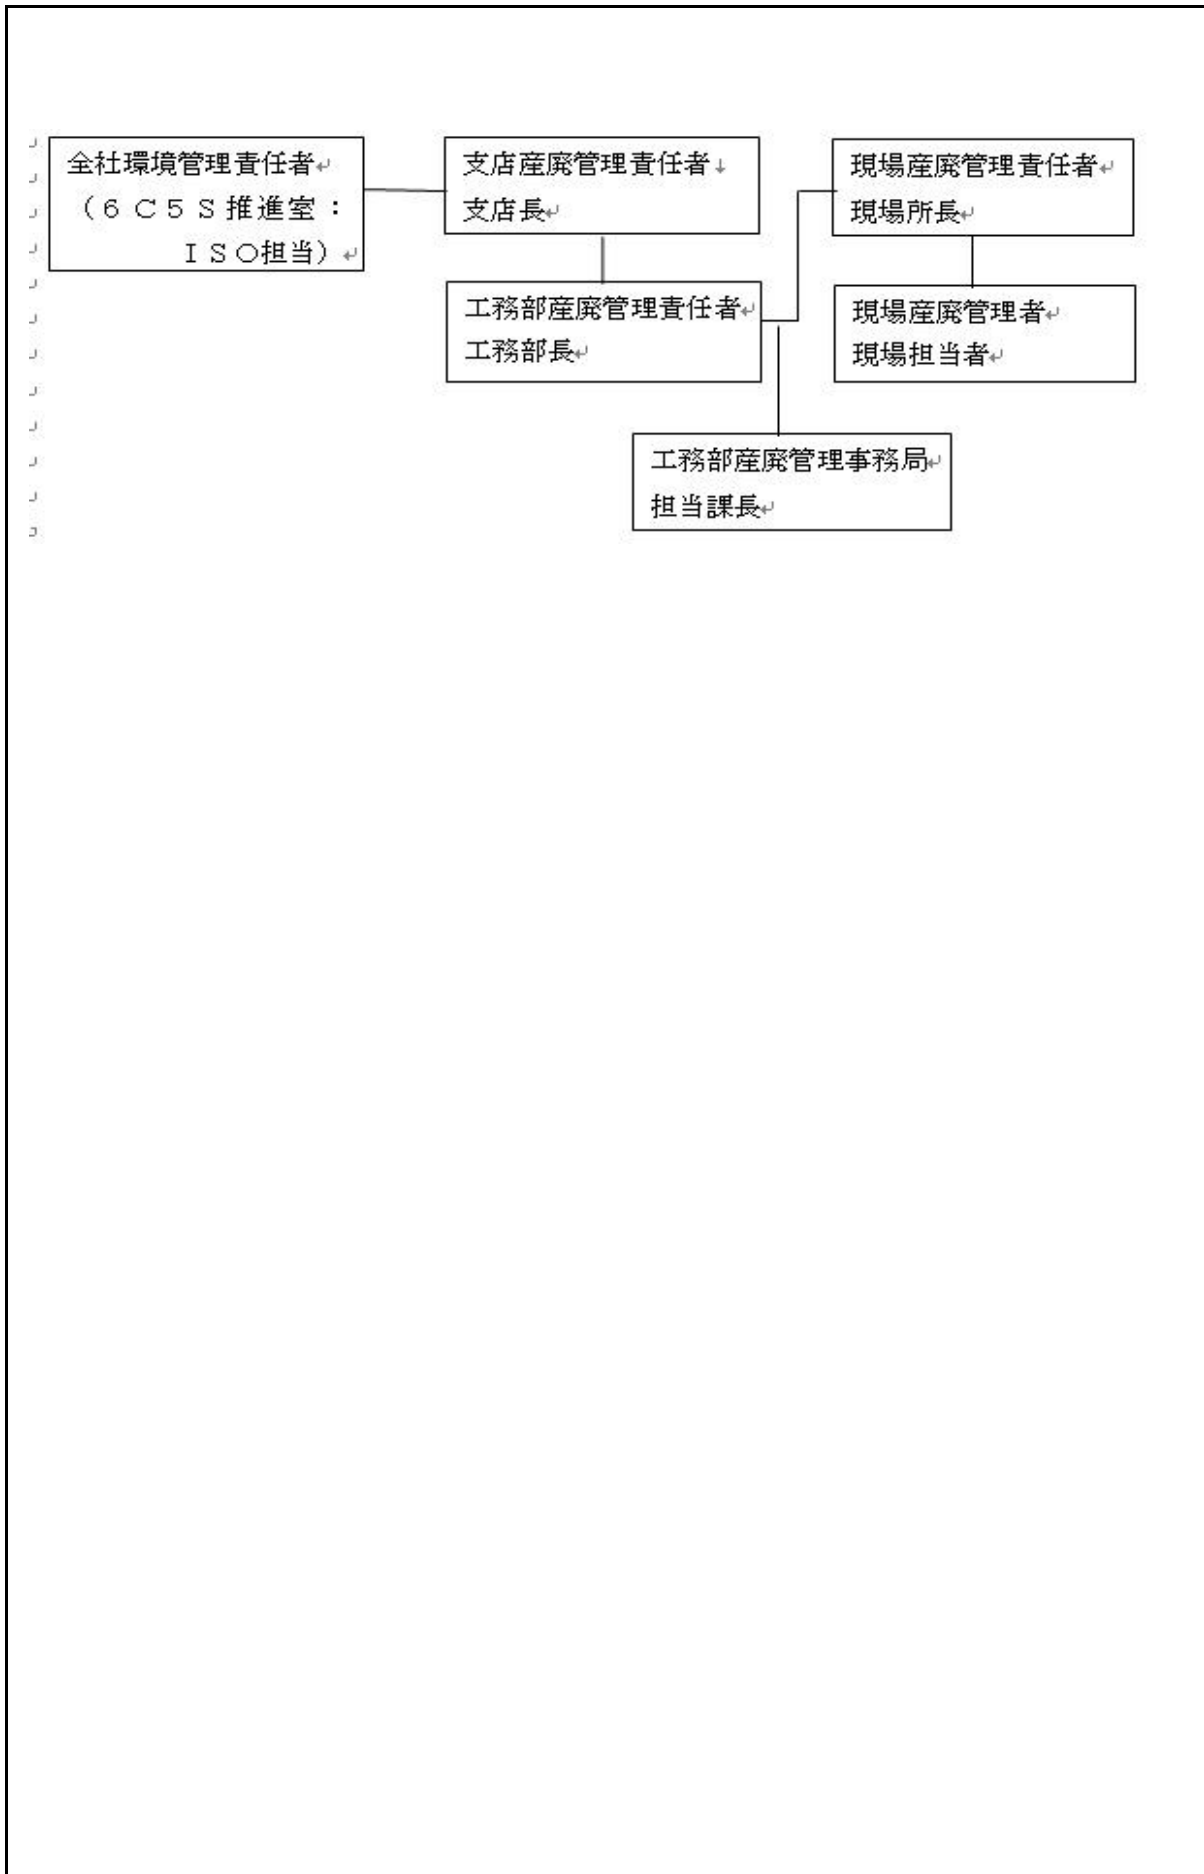 全社環境管理責任者
（６Ｃ５Ｓ推進室：
ＩＳＯ担当）
支店産廃管理責任者
支店長
工務部産廃管理責任者
工務部長
現場産廃管理責任者
現場所長
現場産廃管理者
現場担当者
工務部産廃管理事務局
担当課長